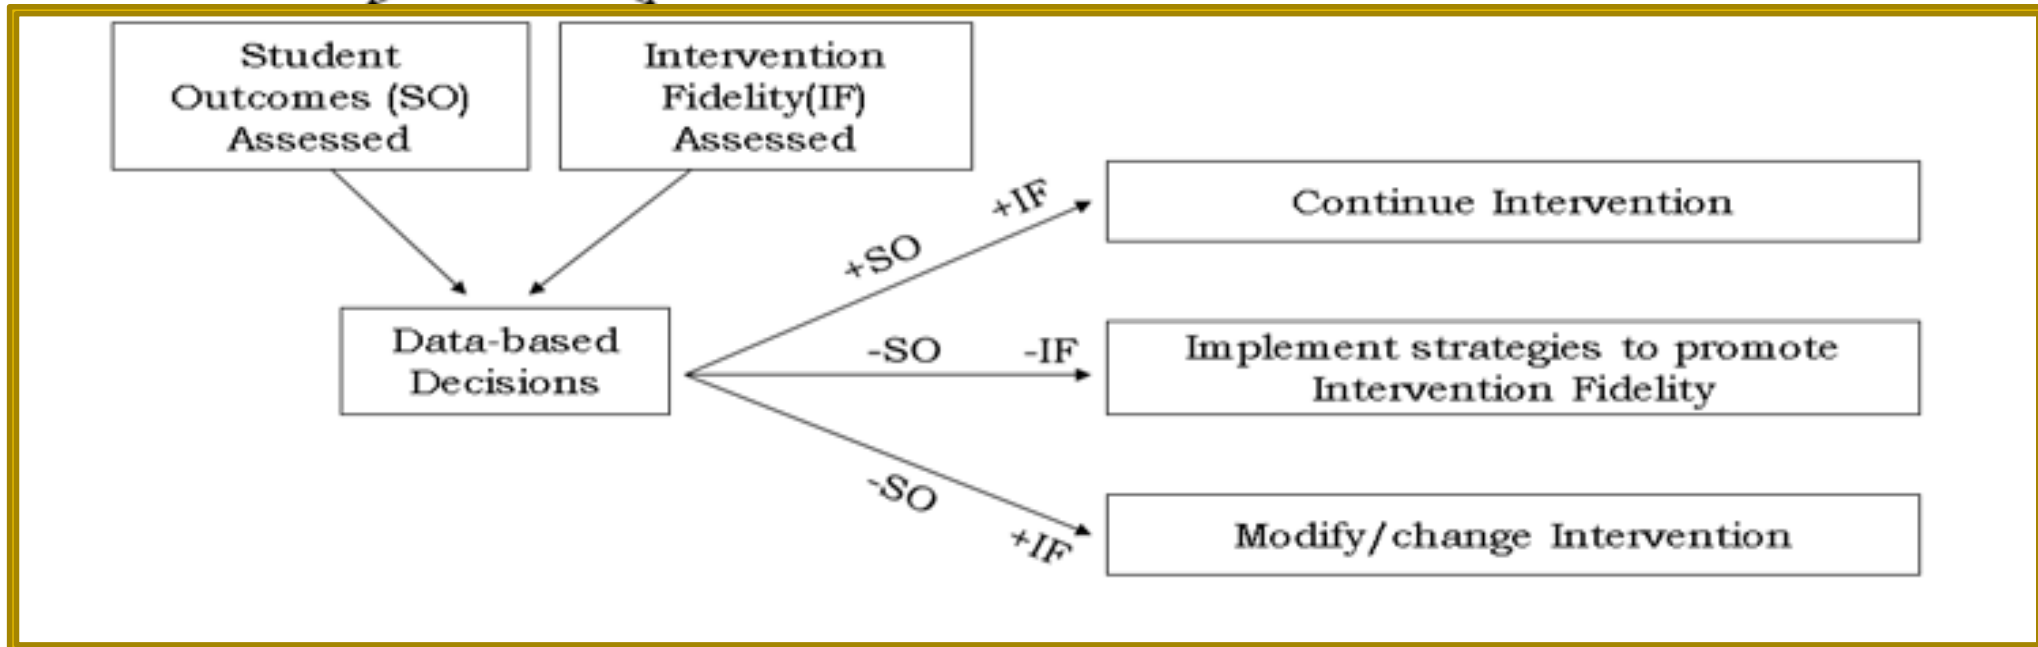 Student
Outcomes (SO)
Assessed
Intervention
Fidelity(IF)
Assessed
+SO +IF
Continue Intervention
Data-based
Decisions
-SO -IF
Implement strategies to promote
Intervention Fidelity
-SO +IF
Modify/change Intervention